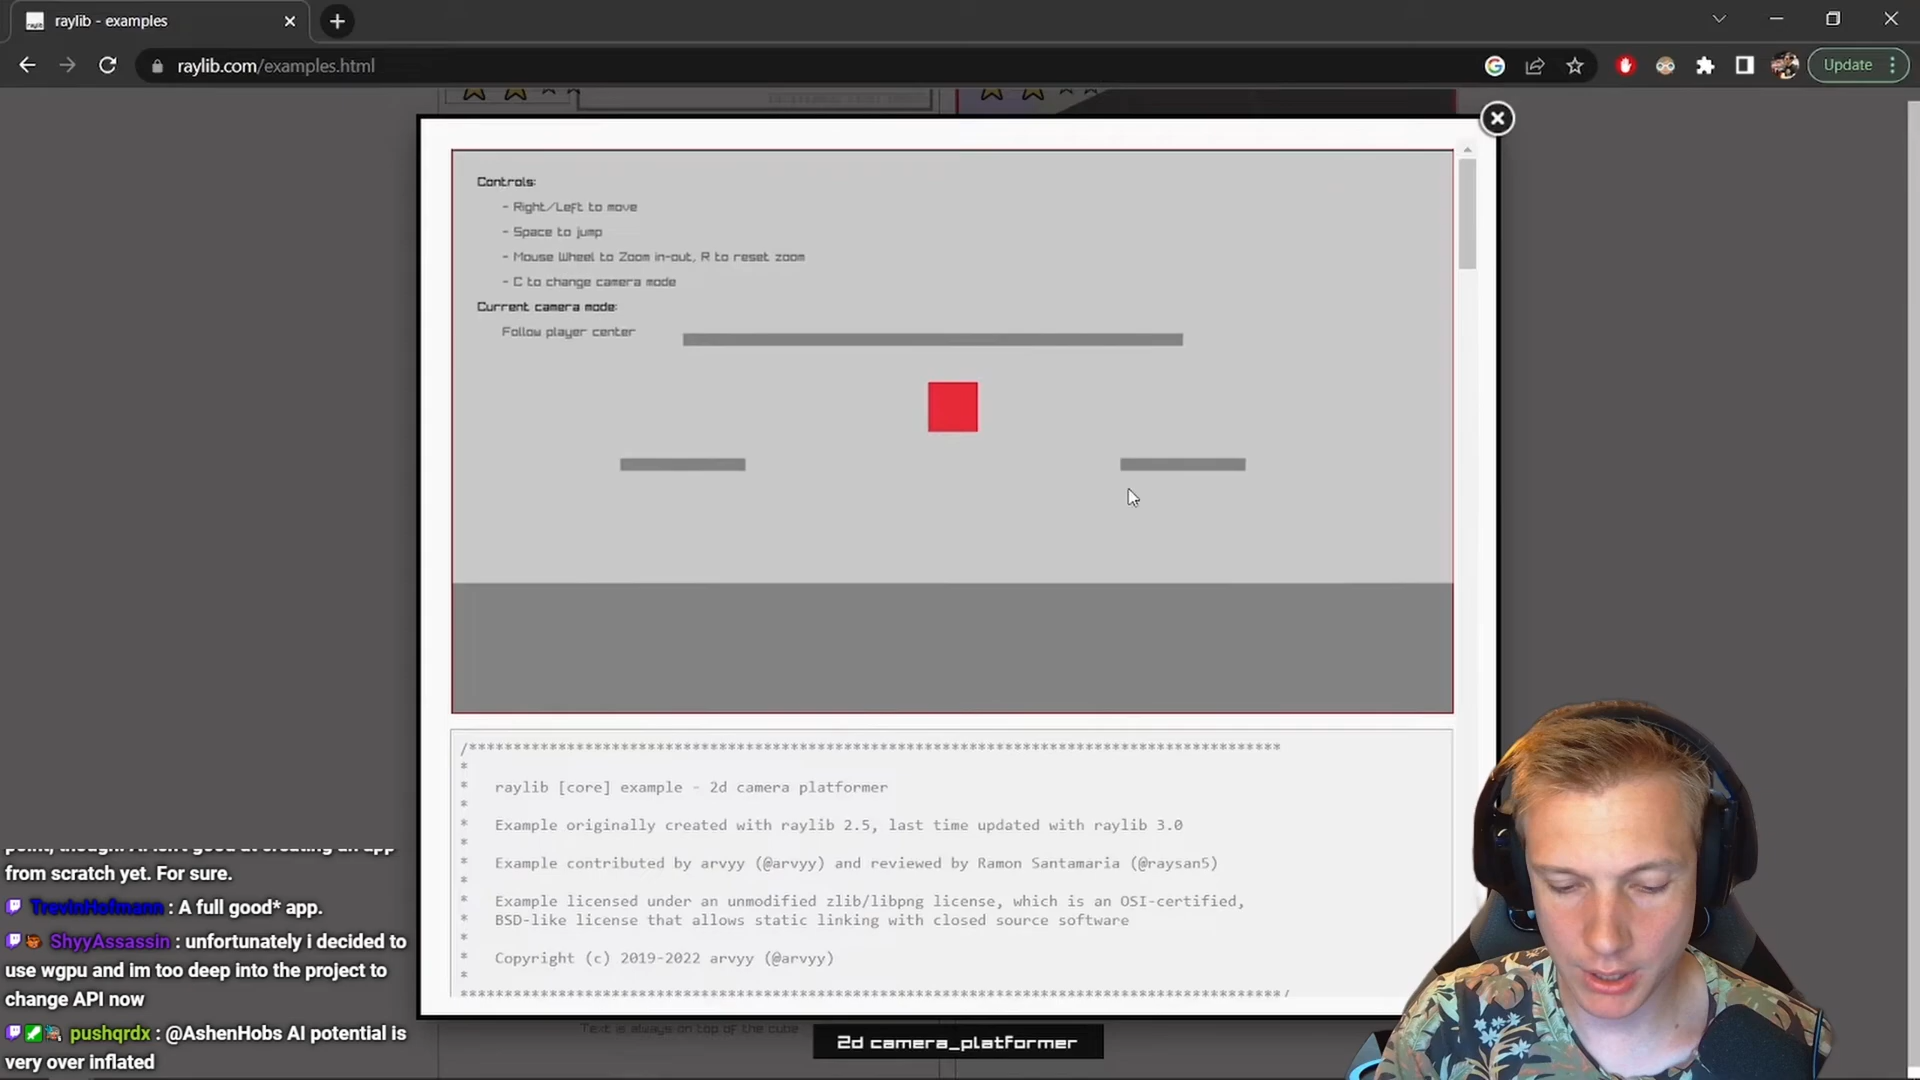 raylib - examples
raylib.com/examples.html
Update
Controls:
- Right/Left to move
- Space to jump
- Mouse Wheel to Zoom in-out, R to reset zoom
- C to change camera mode
Current camera mode:
Follow player center
/*******************************************************************************************
*
*   raylib [core] example - 2d camera platformer
*
*   Example originally created with raylib 2.5, last time updated with raylib 3.0
*
*   Example contributed by arvyy (@arvyy) and reviewed by Ramon Santamaria (@raysan5)
*
*   Example licensed under an unmodified zlib/libpng license, which is an OSI-certified,
*   BSD-like license that allows static linking with closed source software
*
*   Copyright (c) 2019-2022 arvyy (@arvyy)
*
********************************************************************************************/
Text is always on top of the cube
2d camera_platformer
from scratch yet. For sure.
TrevinHofmann : A full good* app.
ShyyAssassin : unfortunately i decided to
use wgpu and im too deep into the project to
change API now
pushqrdx : @AshenHobs AI potential is
very over inflated